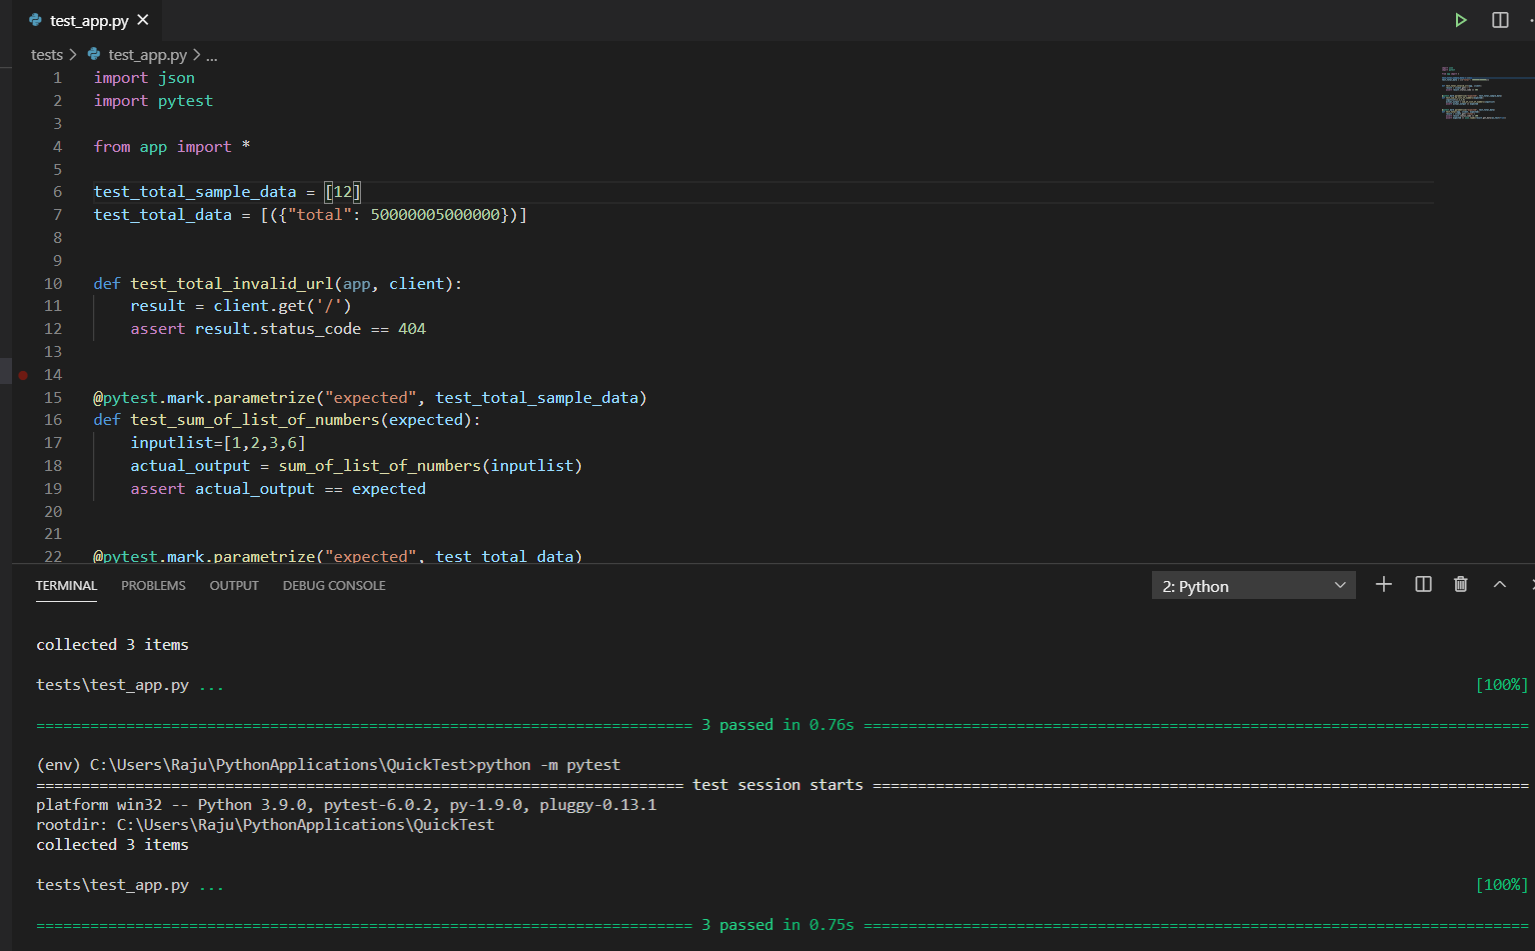 test_app.py
tests > test_app.py > ...
1 import json
2 import pytest
3
4 from app import *
5
6 test_total_sample_data = [12]
7 test_total_data = [({"total": 50000005000000})]
8
9
10 def test_total_invalid_url(app, client):
11 result = client.get('/')
12 assert result.status_code == 404
13
14
15 @pytest.mark.parametrize("expected", test_total_sample_data)
16 def test_sum_of_list_of_numbers(expected):
17 inputlist=[1,2,3,6]
18 actual_output = sum_of_list_of_numbers(inputlist)
19 assert actual_output == expected
20
21
22 @pytest.mark.parametrize("expected", test_total_data)
TERMINAL PROBLEMS OUTPUT DEBUG CONSOLE 2: Python
collected 3 items
tests\test_app.py ... [100%]
========================================================================= 3 passed in 0.76s ==========================================================================
(env) C:\Users\Raju\PythonApplications\QuickTest>python -m pytest
======================================================================== test session starts =========================================================================
platform win32 -- Python 3.9.0, pytest-6.0.2, py-1.9.0, pluggy-0.13.1
rootdir: C:\Users\Raju\PythonApplications\QuickTest
collected 3 items
tests\test_app.py ... [100%]
========================================================================= 3 passed in 0.75s ==========================================================================